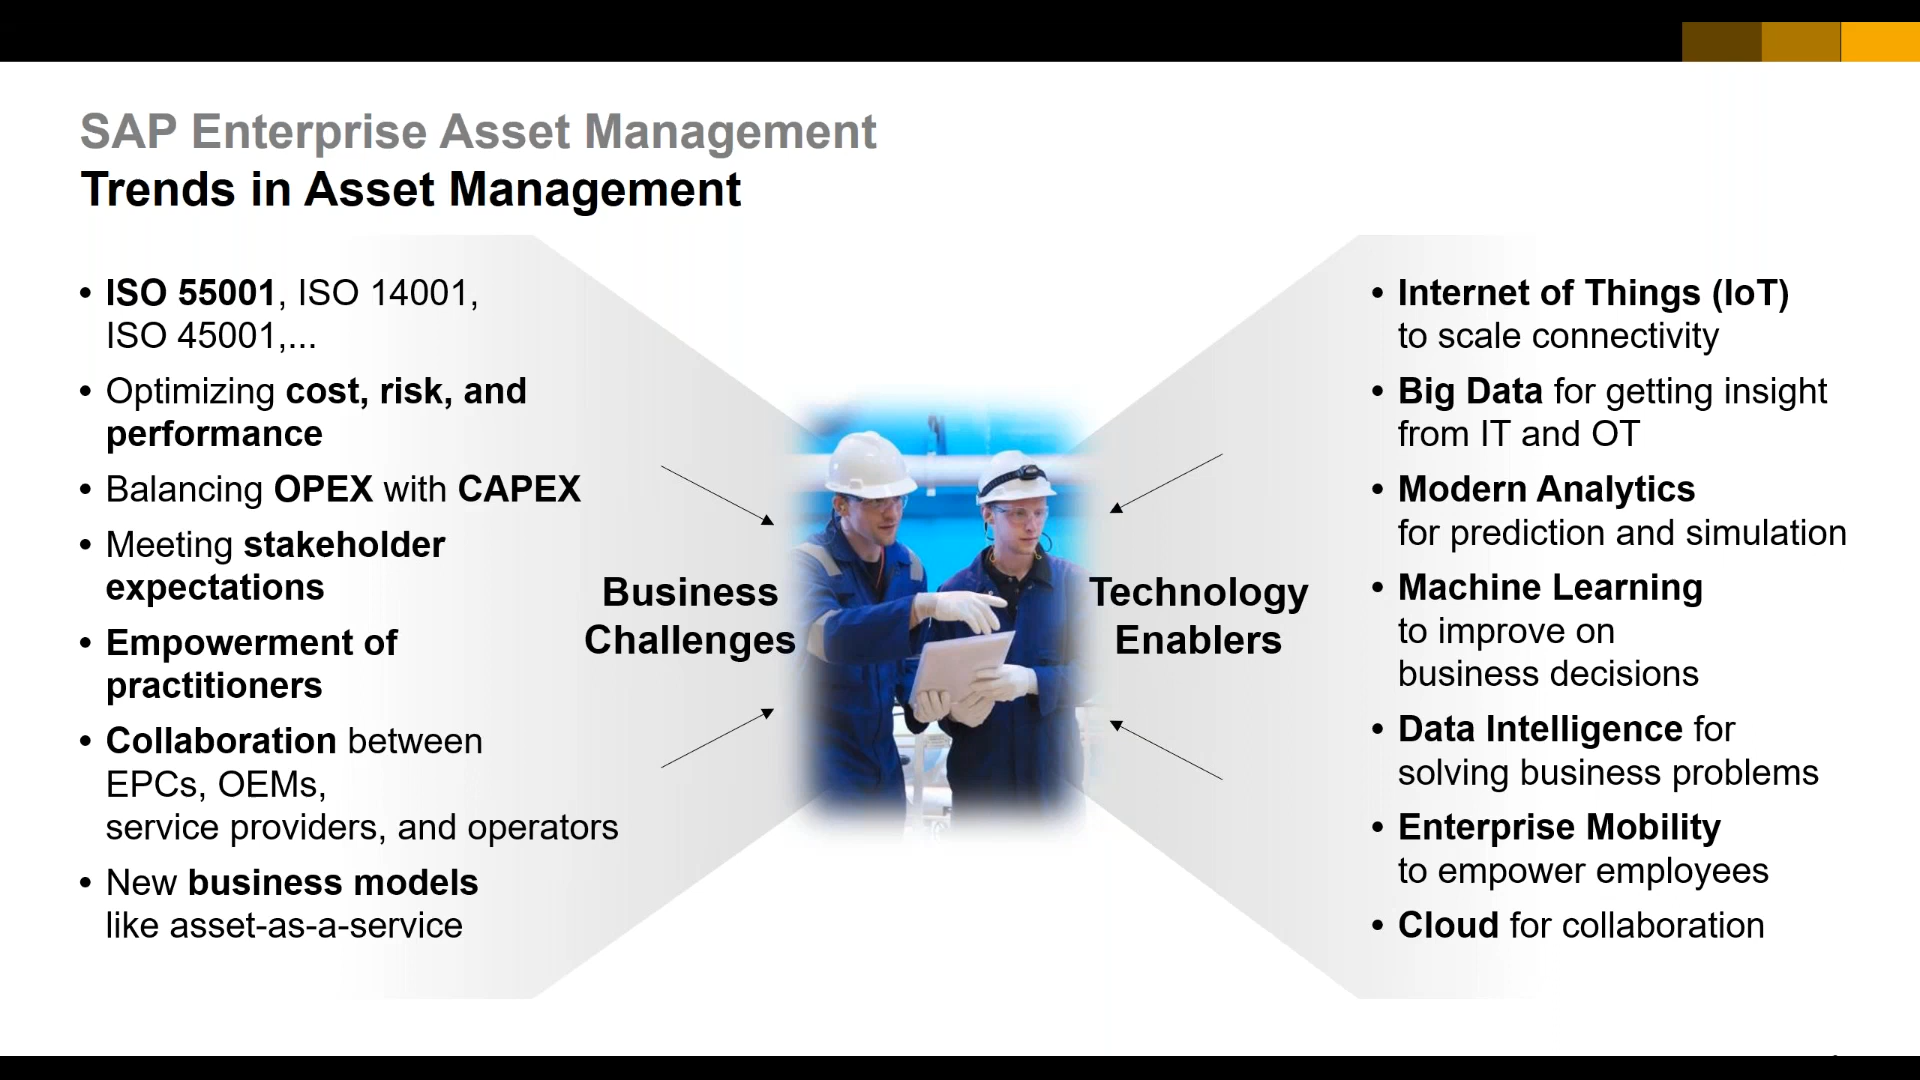 SAP Enterprise Asset Management
Trends in Asset Management
• ISO 55001, ISO 14001,
ISO 45001,...
• Optimizing cost, risk, and
performance
• Balancing OPEX with CAPEX
• Meeting stakeholder
expectations
• Empowerment of
practitioners
• Collaboration between
EPCs, OEMs,
service providers, and operators
• New business models
like asset-as-a-service
Business
Challenges
Technology
Enablers
• Internet of Things (IoT)
to scale connectivity
• Big Data for getting insight
from IT and OT
• Modern Analytics
for prediction and simulation
• Machine Learning
to improve on
business decisions
• Data Intelligence for
solving business problems
• Enterprise Mobility
to empower employees
• Cloud for collaboration